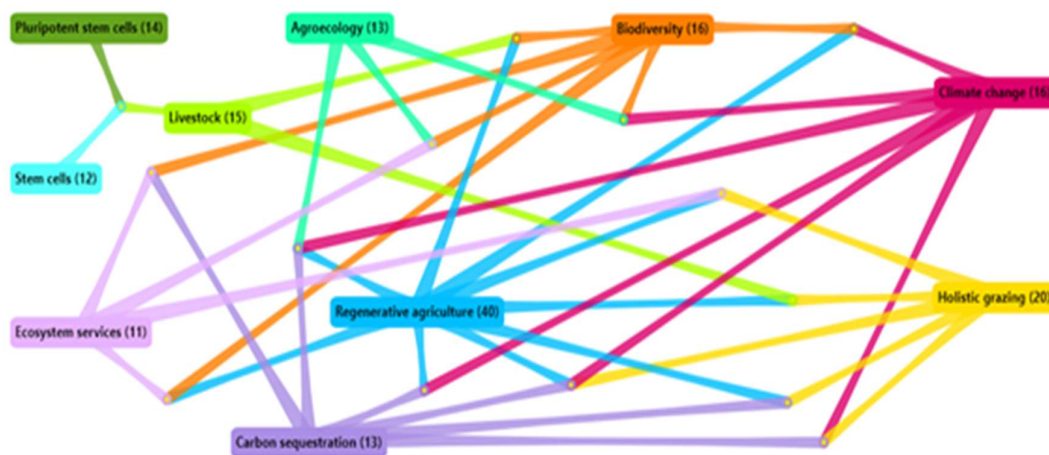 Pluripotent stem cells (14)
Agroecology (13)
Biodiversity (16)
Climate change (16)
Livestock (15)
Stem cells (12)
Holistic grazing (20)
Regenerative agriculture (40)
Ecosystem services (11)
Carbon sequestration (13)